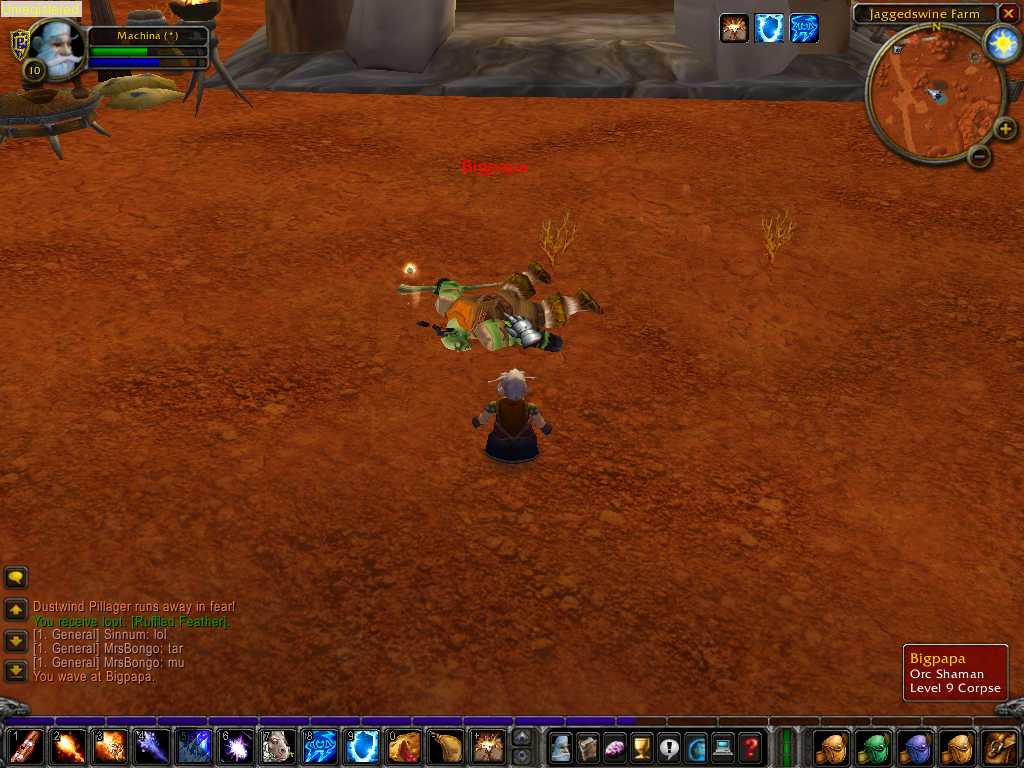 Unregistered
Machina (*)
10
Jaggedswine Farm
N
Bigpapa
Dustwind Pillager runs away in fear!
You receive loot: [Ruffled Feather].
[1. General] Sinnum: lol
[1. General] MrsBongo: tar
[1. General] MrsBongo: mu
You wave at Bigpapa.
Bigpapa
Orc Shaman
Level 9 Corpse
1 2 3 4 5 6 7 8 9 0 - =